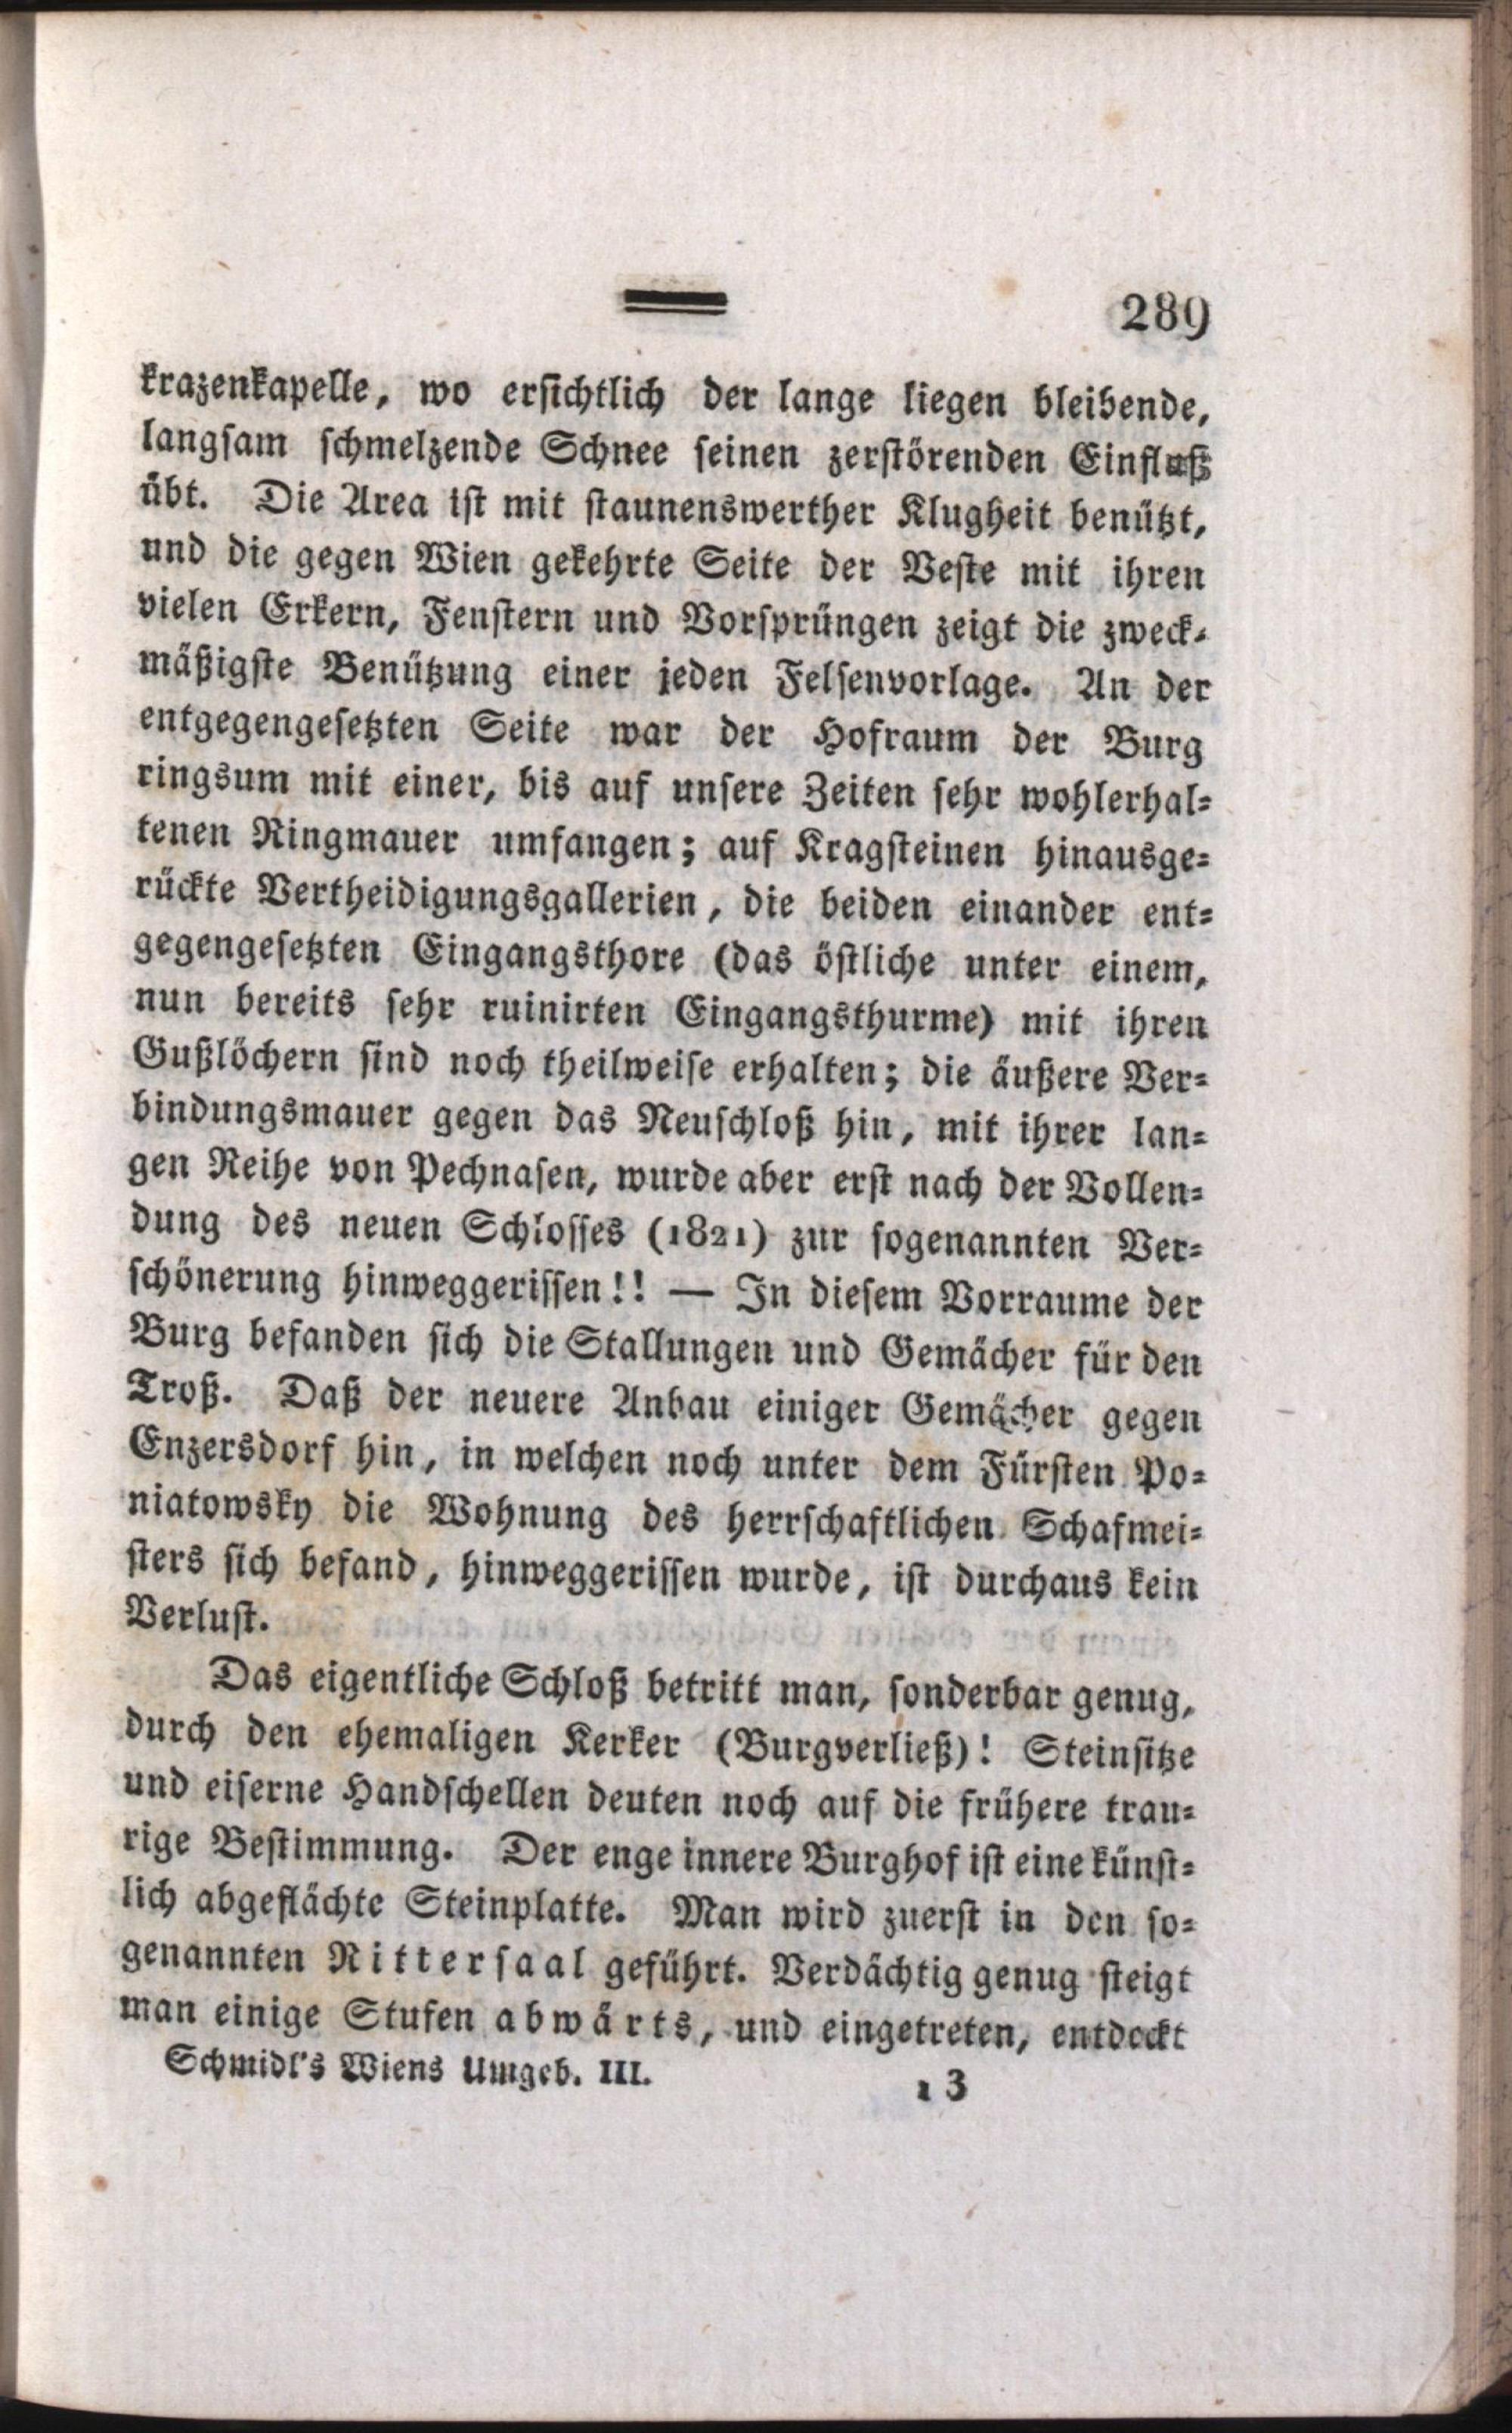 289
krazenkapelle, wo ersichtlich der lange liegen bleibende,
langsam schmelzende Schnee seinen zerstörenden Einfluß
übt. Die Area ist mit staunenswerther Klugheit benützt,
und die gegen Wien gekehrte Seite der Veste mit ihren
vielen Erkern, Fenstern und Vorsprüngen zeigt die zweck-
mäßigste Benützung einer jeden Felsenvorlage. An der
entgegengesetzten Seite war der Hofraum der Burg
ringsum mit einer, bis auf unsere Zeiten sehr wohlerhal-
tenen Ringmauer umfangen; auf Kragsteinen hinausge-
rückte Vertheidigungsgallerien, die beiden einander ent-
gegengesetzten Eingangsthore (das östliche unter einem,
nun bereits sehr ruinirten Eingangsthurme) mit ihren
Gußlöchern sind noch theilweise erhalten; die äußere Ver-
bindungsmauer gegen das Neuschloß hin, mit ihrer lan-
gen Reihe von Pechnasen, wurde aber erst nach der Vollen-
dung des neuen Schlosses (1821) zur sogenannten Ver-
schönerung hinweggerissen!! — In diesem Vorraume der
Burg befanden sich die Stallungen und Gemächer für den
Troß. Daß der neuere Anbau einiger Gemächer gegen
Enzersdorf hin, in welchen noch unter dem Fürsten Po-
niatowsky die Wohnung des herrschaftlichen Schafmei-
sters sich befand, hinweggerissen wurde, ist durchaus kein
Verlust.
Das eigentliche Schloß betritt man, sonderbar genug,
durch den ehemaligen Kerker (Burgverließ)! Steinsitze
und eiserne Handschellen deuten noch auf die frühere trau-
rige Bestimmung. Der enge innere Burghof ist eine künst-
lich abgeflächte Steinplatte. Man wird zuerst in den so-
genannten Rittersaal geführt. Verdächtig genug steigt
man einige Stufen abwärts, und eingetreten, entdeckt
Schmidl's Wiens Umgeb. III.
13